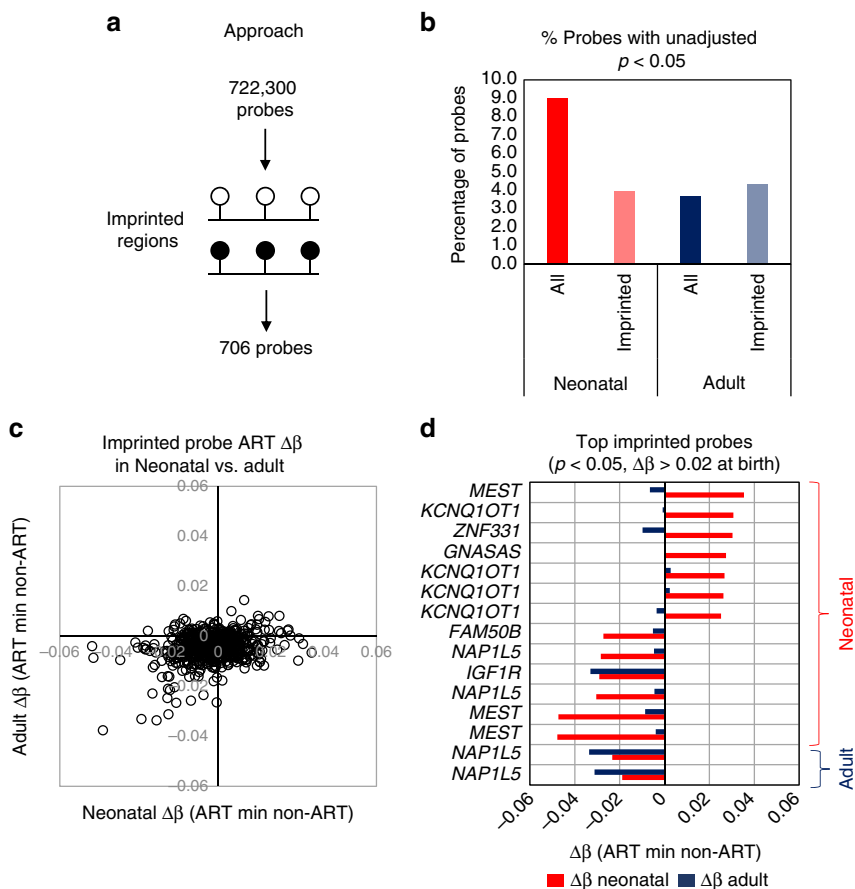 a
Approach
722,300
probes
Imprinted
regions
706 probes
b
% Probes with unadjusted
p < 0.05
Percentage of probes
10.0
9.0
8.0
7.0
6.0
5.0
4.0
3.0
2.0
1.0
0.0
All
Imprinted
All
Imprinted
Neonatal
Adult
c
Imprinted probe ART Δβ
in Neonatal vs. adult
Adult Δβ (ART min non-ART)
0.06
0.04
0.02
0
−0.06
−0.04
−0.02
0
0.02
0.04
0.06
−0.02
−0.04
−0.06
Neonatal Δβ (ART min non-ART)
d
Top imprinted probes
(p < 0.05, Δβ > 0.02 at birth)
MEST
KCNQ1OT1
ZNF331
GNASAS
KCNQ1OT1
KCNQ1OT1
KCNQ1OT1
FAM50B
NAP1L5
IGF1R
NAP1L5
MEST
MEST
NAP1L5
NAP1L5
Neonatal
Adult
−0.06
−0.04
−0.02
0
0.02
0.04
0.06
Δβ (ART min non-ART)
Δβ neonatal Δβ adult